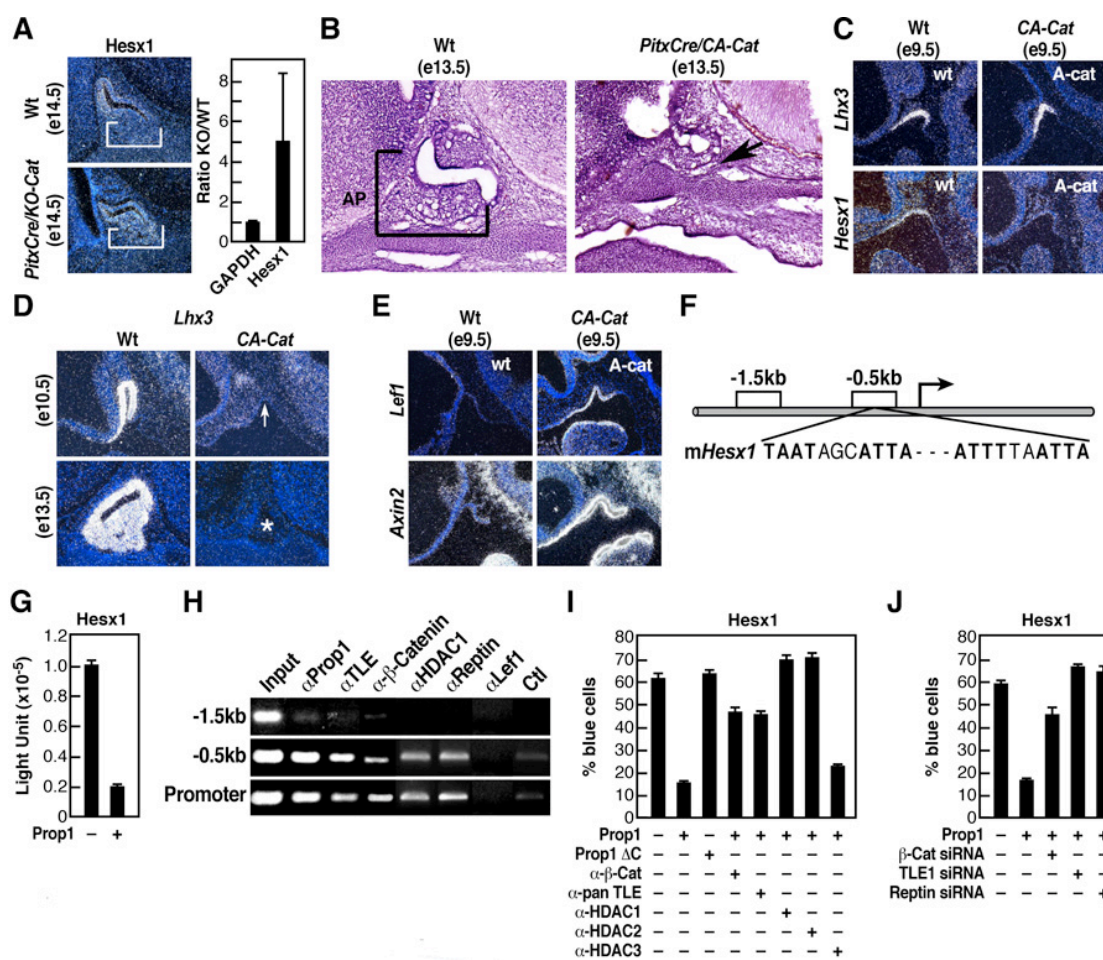 A
Hesx1
Wt
(e14.5)
PitxCre/KO-Cat
(e14.5)
Ratio KO/WT
8
6
4
2
0
GAPDH
Hesx1
B
Wt
(e13.5)
PitxCre/CA-Cat
(e13.5)
AP
C
Wt
(e9.5)
CA-Cat
(e9.5)
Lhx3
wt
A-cat
Hesx1
wt
A-cat
D
Lhx3
Wt
CA-Cat
(e10.5)
(e13.5)
*
E
Wt
(e9.5)
CA-Cat
(e9.5)
Lef1
wt
A-cat
Axin2
F
-1.5kb
-0.5kb
mHesx1 TAATAGCATTA - - - ATTTTAATTA
G
Hesx1
Light Unit (x10-5)
1.2
1.0
0.8
0.6
0.4
0.2
0
Prop1 – +
H
Input
αProp1
αTLE
α-β-Catenin
αHDAC1
αReptin
αLef1
Ctl
-1.5kb
-0.5kb
Promoter
I
Hesx1
% blue cells
80
70
60
50
40
30
20
10
0
Prop1 – + – + + + + +
Prop1 ΔC – – + – – – – –
α-β-Cat – – – + – – – –
α-pan TLE – – – – + – – –
α-HDAC1 – – – – – + – –
α-HDAC2 – – – – – – + –
α-HDAC3 – – – – – – – +
J
Hesx1
% blue cells
80
70
60
50
40
30
20
10
0
Prop1 – + + + +
β-Cat siRNA – – + – –
TLE1 siRNA – – – + –
Reptin siRNA – – – – +